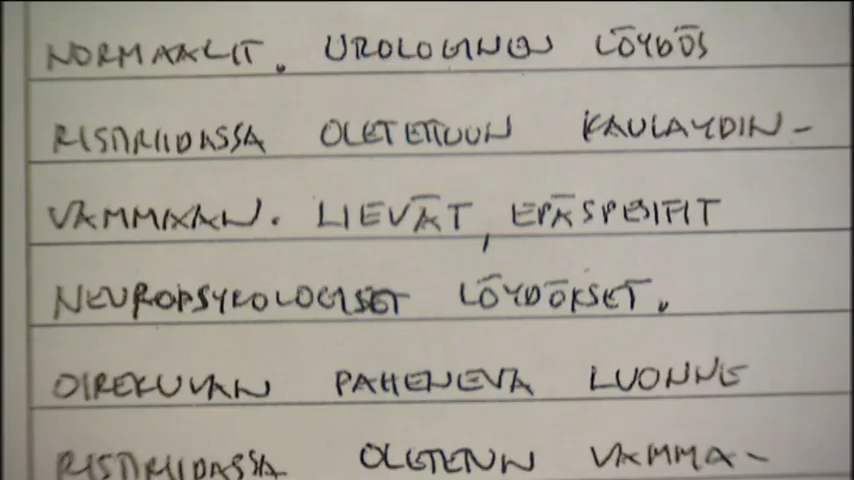 NORMAALIT. UROLOGINEN LÖYDÖS
RISTIRIIDASSA OLETETTUUN KAULAYDIN-
VAMMAAN. LIEVÄT, EPÄSPESIFIT
NEUROPSYKOLOGISET LÖYDÖKSET.
OIREKUVAN PAHENEVA LUONNE
RISTIRIIDASSA OLETETUN VAMMA-